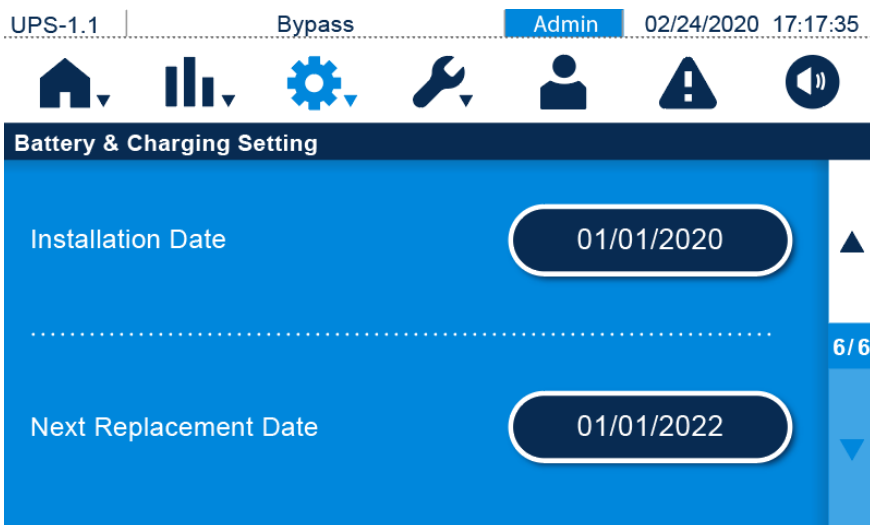 UPS-1.1 Bypass Admin 02/24/2020 17:17:35
Battery & Charging Setting
Installation Date 01/01/2020
6/6
Next Replacement Date 01/01/2022